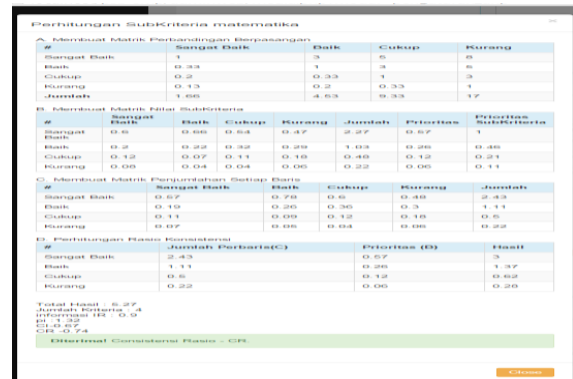 Perhitungan SubKriteria matematika
A. Membuat Matrik Perbandingan Berpasangan
# Sangat Baik Baik Cukup Kurang
Sangat Baik 1 3 5 8
Baik 0.33 1 3 5
Cukup 0.2 0.33 1 3
Kurang 0.13 0.2 0.33 1
Jumlah 1.66 4.53 9.33 17
B. Membuat Matrik Nilai SubKriteria
# Sangat Baik Baik Cukup Kurang Jumlah Prioritas Prioritas SubKriteria
Sangat Baik 0.6 0.66 0.54 0.47 2.27 0.57 1
Baik 0.2 0.22 0.32 0.29 1.03 0.26 0.46
Cukup 0.12 0.07 0.11 0.18 0.48 0.12 0.21
Kurang 0.08 0.04 0.04 0.06 0.22 0.06 0.11
C. Membuat Matrik Penjumlahan Setiap Baris
# Sangat Baik Baik Cukup Kurang Jumlah
Sangat Baik 0.57 0.78 0.6 0.48 2.43
Baik 0.19 0.26 0.36 0.3 1.11
Cukup 0.11 0.09 0.12 0.18 0.5
Kurang 0.07 0.05 0.04 0.06 0.22
D. Perhitungan Rasio Konsistensi
# Jumlah Perbaris(C) Prioritas (B) Hasil
Sangat Baik 2.43 0.57 3
Baik 1.11 0.26 1.37
Cukup 0.5 0.12 0.62
Kurang 0.22 0.06 0.28
Total Hasil : 5.27
Jumlah Kriteria : 4
informasi IR : 0.9
pi : 1.32
CI-0.67
CR -0.74
Diterima! Consistensi Rasio - CR.
Close